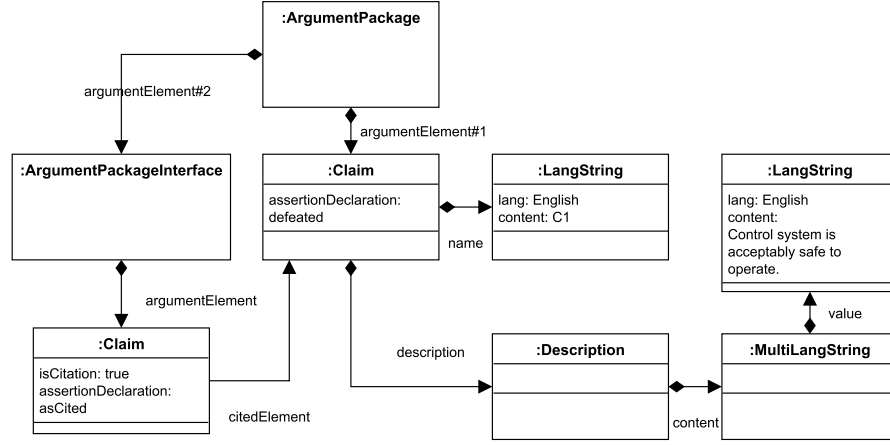 :ArgumentPackage
argumentElement#2
argumentElement#1
:ArgumentPackageInterface
:Claim
assertionDeclaration:
defeated
:LangString
lang: English
content: C1
:LangString
lang: English
content:
Control system is
acceptably safe to
operate.
name
argumentElement
value
:Claim
isCitation: true
assertionDeclaration:
asCited
citedElement
description
:Description
:MultiLangString
content